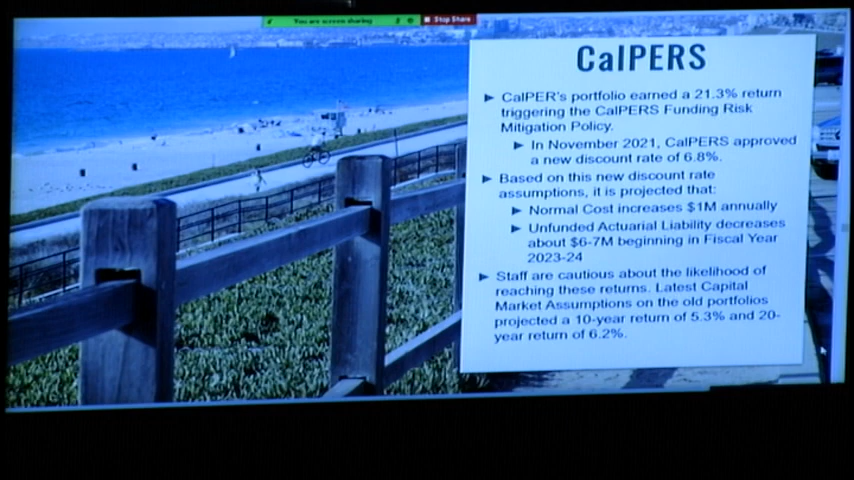 You are screen sharing
Stop Share
CalPERS
► CalPER's portfolio earned a 21.3% return
triggering the CalPERS Funding Risk
Mitigation Policy.
► In November 2021, CalPERS approved
a new discount rate of 6.8%.
► Based on this new discount rate
assumptions, it is projected that:
► Normal Cost increases $1M annually
► Unfunded Actuarial Liability decreases
about $6-7M beginning in Fiscal Year
2023-24
► Staff are cautious about the likelihood of
reaching these returns. Latest Capital
Market Assumptions on the old portfolios
projected a 10-year return of 5.3% and 20-
year return of 6.2%.